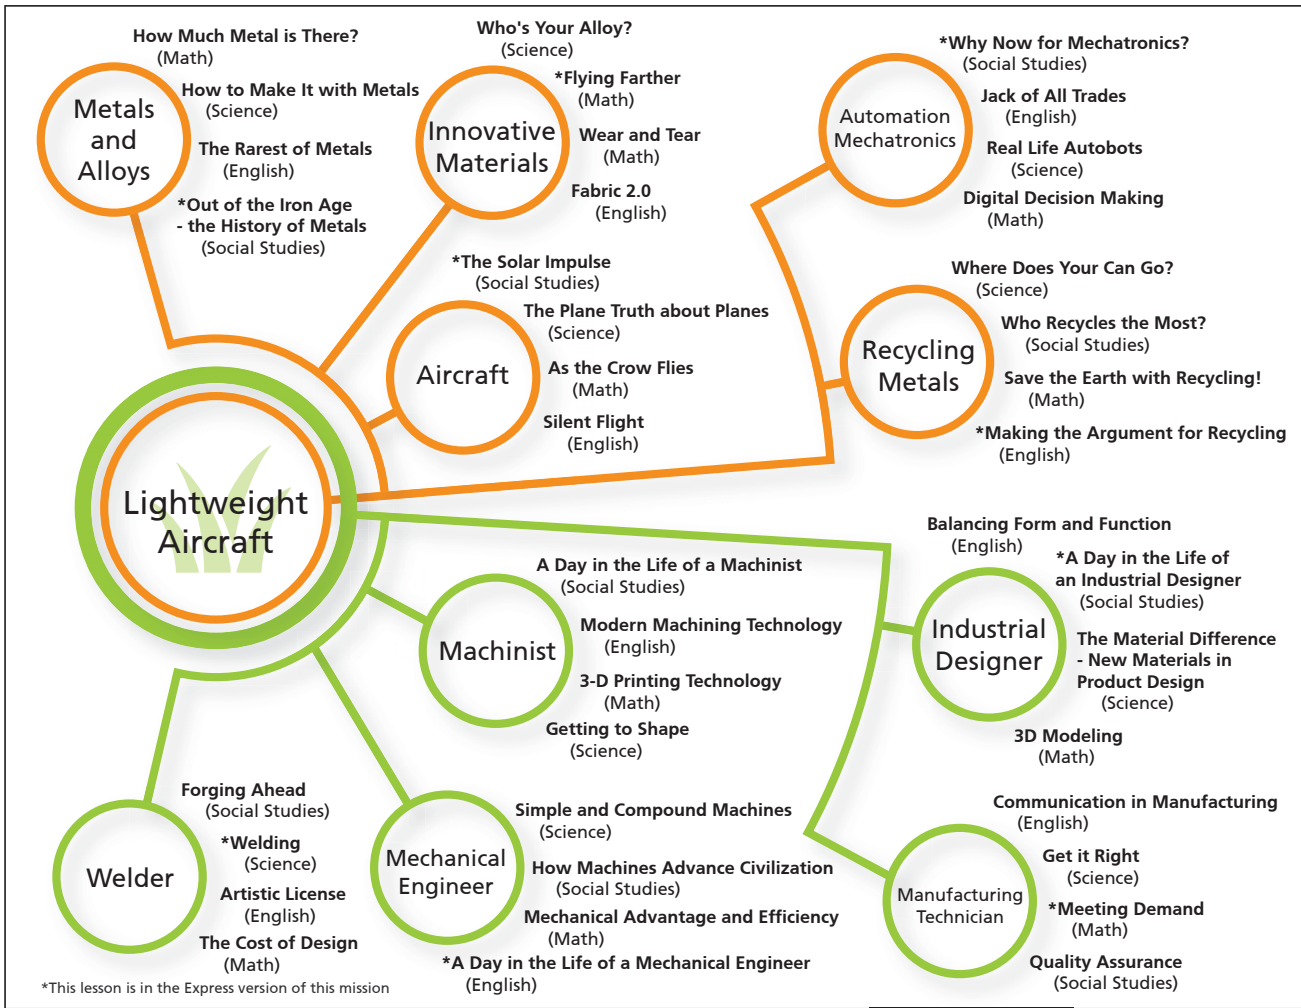 How Much Metal is There?
(Math)
How to Make It with Metals
(Science)
The Rarest of Metals
(English)
*Out of the Iron Age
- the History of Metals
(Social Studies)
Metals
and
Alloys
Who's Your Alloy?
(Science)
*Flying Farther
(Math)
Wear and Tear
(Math)
Fabric 2.0
(English)
Innovative
Materials
*Why Now for Mechatronics?
(Social Studies)
Jack of All Trades
(English)
Real Life Autobots
(Science)
Digital Decision Making
(Math)
Automation
Mechatronics
*The Solar Impulse
(Social Studies)
The Plane Truth about Planes
(Science)
As the Crow Flies
(Math)
Silent Flight
(English)
Aircraft
Where Does Your Can Go?
(Science)
Who Recycles the Most?
(Social Studies)
Save the Earth with Recycling!
(Math)
*Making the Argument for Recycling
(English)
Recycling
Metals
Lightweight
Aircraft
A Day in the Life of a Machinist
(Social Studies)
Modern Machining Technology
(English)
3-D Printing Technology
(Math)
Getting to Shape
(Science)
Machinist
Balancing Form and Function
(English)
*A Day in the Life of
an Industrial Designer
(Social Studies)
The Material Difference
- New Materials in
Product Design
(Science)
3D Modeling
(Math)
Industrial
Designer
Forging Ahead
(Social Studies)
*Welding
(Science)
Artistic License
(English)
The Cost of Design
(Math)
Welder
Simple and Compound Machines
(Science)
How Machines Advance Civilization
(Social Studies)
Mechanical Advantage and Efficiency
(Math)
*A Day in the Life of a Mechanical Engineer
(English)
Mechanical
Engineer
Communication in Manufacturing
(English)
Get it Right
(Science)
*Meeting Demand
(Math)
Quality Assurance
(Social Studies)
Manufacturing
Technician
*This lesson is in the Express version of this mission